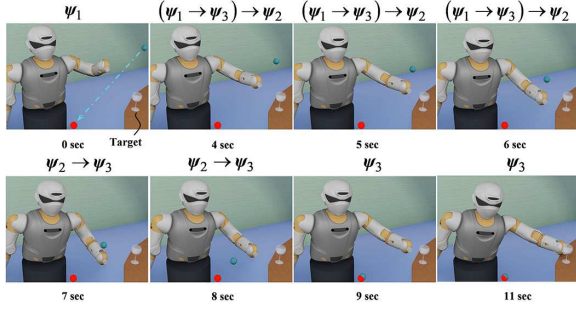 ψ₁
(ψ₁ → ψ₃) → ψ₂
(ψ₁ → ψ₃) → ψ₂
(ψ₁ → ψ₃) → ψ₂
Target
0 sec
4 sec
5 sec
6 sec
ψ₂ → ψ₃
ψ₂ → ψ₃
ψ₃
ψ₃
7 sec
8 sec
9 sec
11 sec